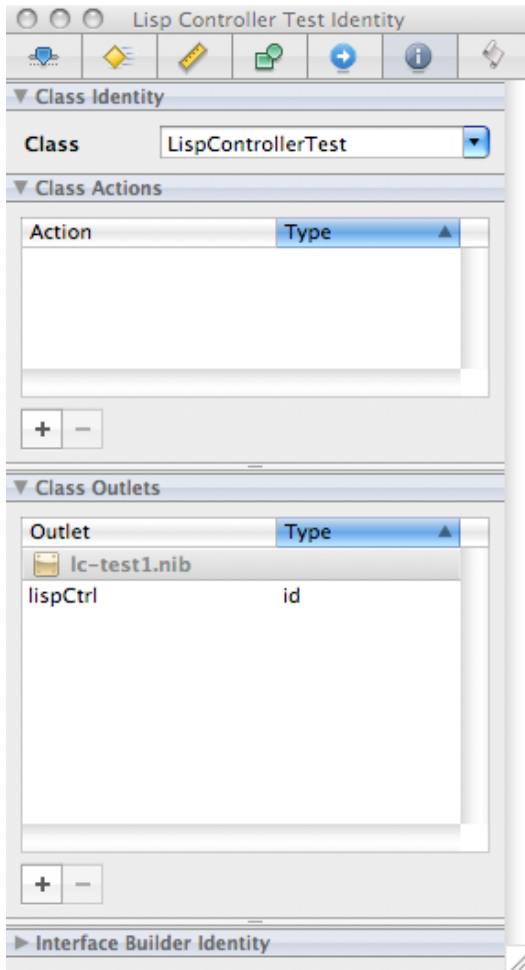 Lisp Controller Test Identity
Class Identity
Class LispControllerTest
Class Actions
Action Type
+ −
Class Outlets
Outlet Type
lc-test1.nib
lispCtrl id
+ −
Interface Builder Identity